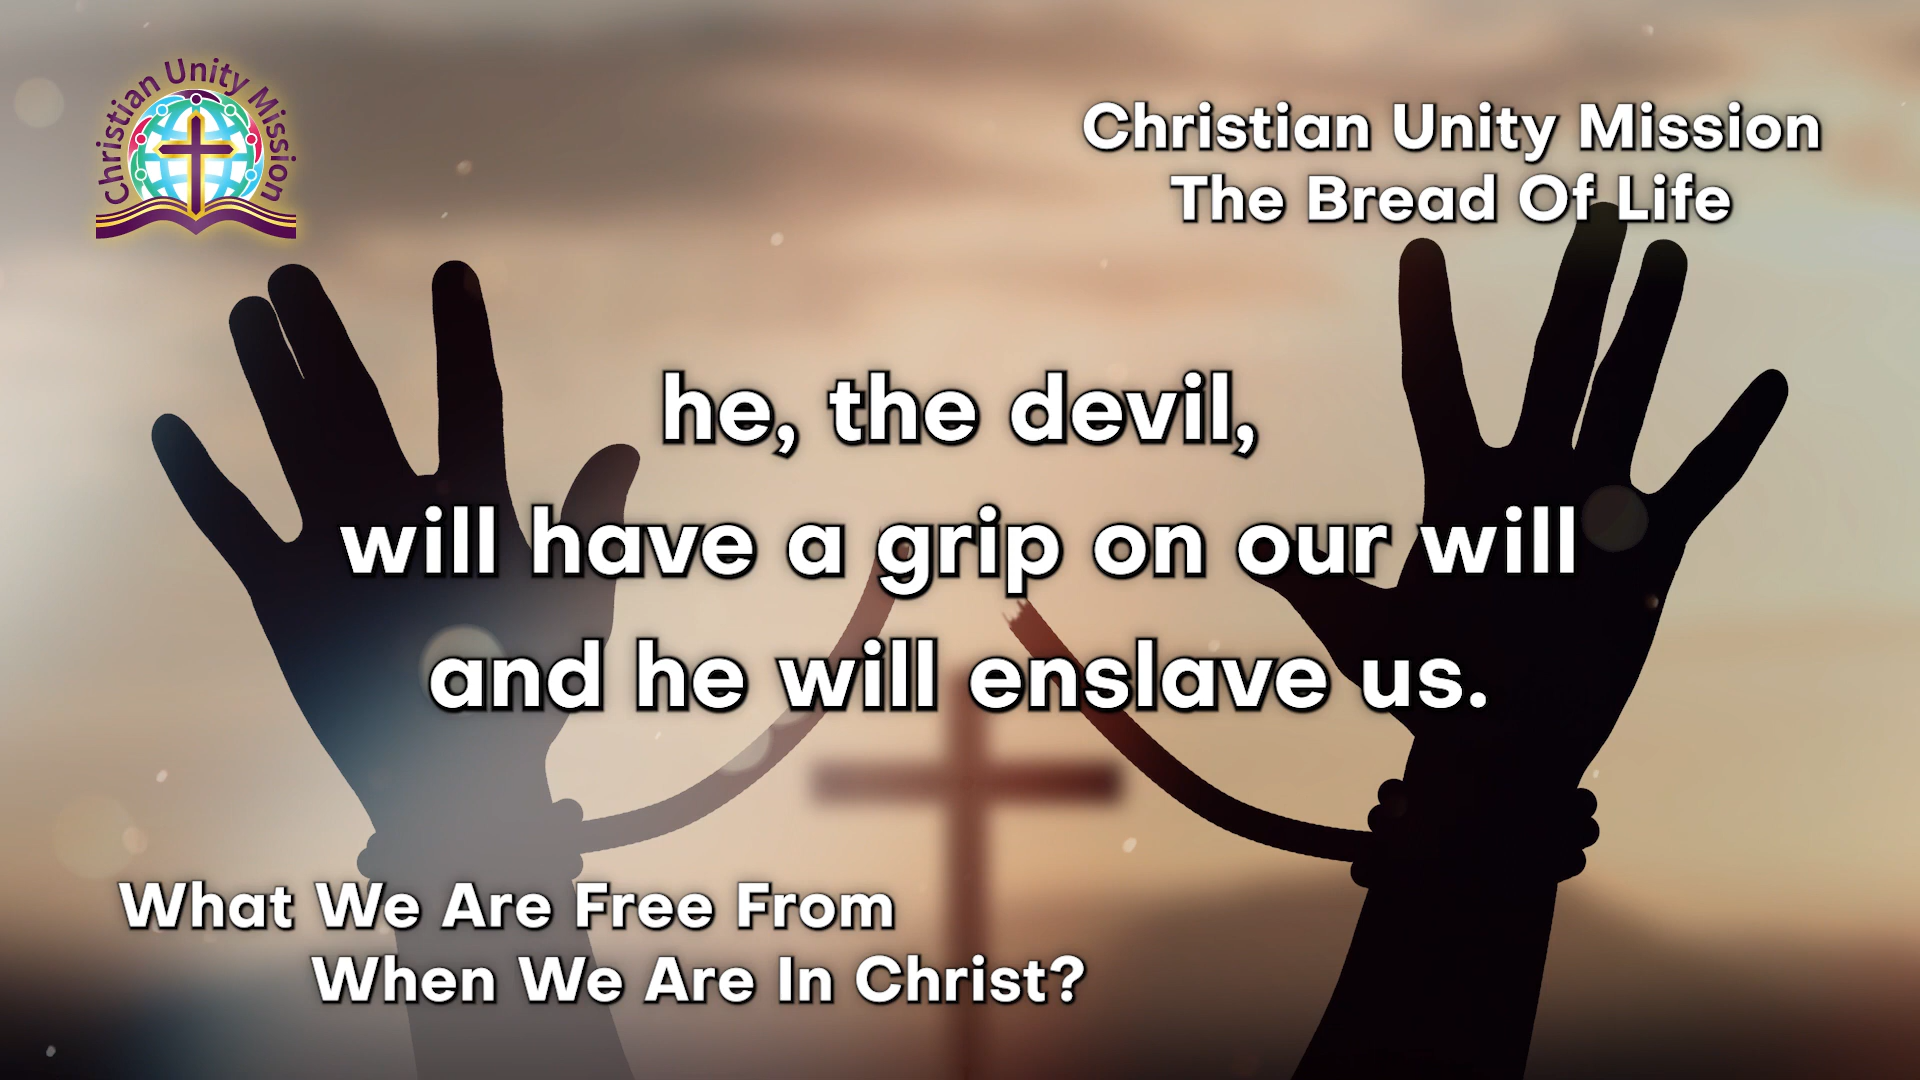 Christian Unity Mission
Christian Unity Mission
The Bread Of Life
he, the devil,
will have a grip on our will
and he will enslave us.
What We Are Free From
When We Are In Christ?